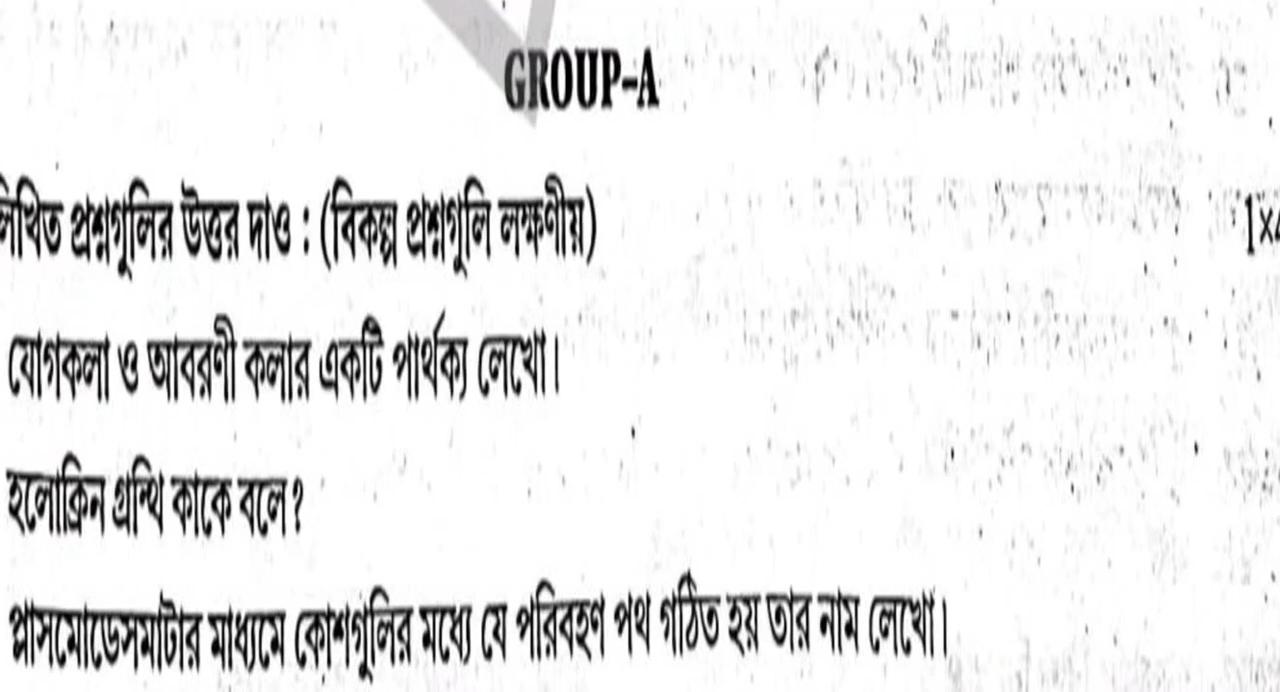 GROUP-A
লিখিত প্রশ্নগুলির উত্তর দাও : (বিকল্প প্রশ্নগুলি লক্ষণীয়)
যোগকলা ও আবরণী কলার একটি পার্থক্য লেখো।
হলোক্রিন গ্রন্থি কাকে বলে?
প্লাসমোডেসমাটার মাধ্যমে কোশগুলির মধ্যে যে পরিবহণ পথ গঠিত হয় তার নাম লেখো।